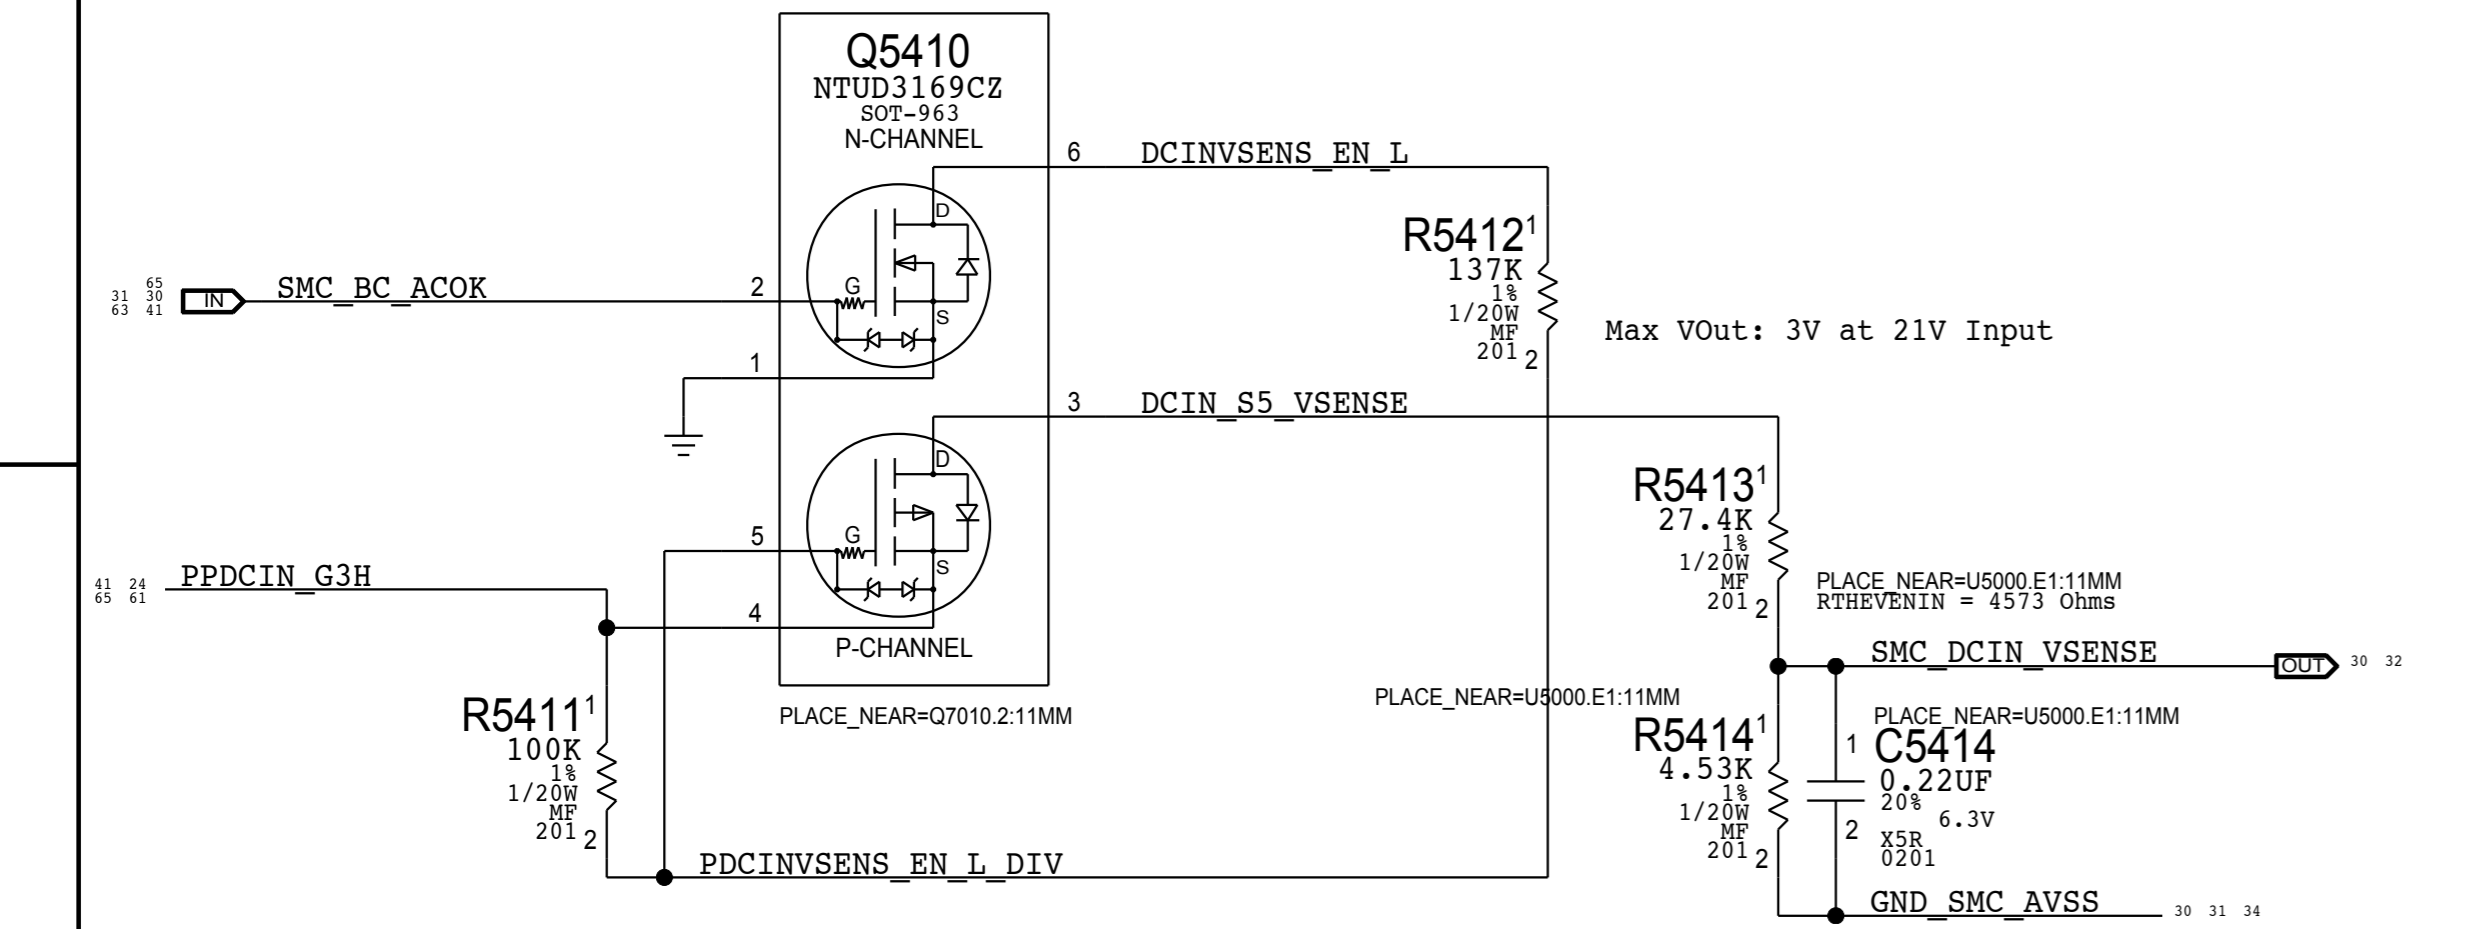 Q5410
NTUD3169CZ
SOT-963
N-CHANNEL
6 DCINVSENS_EN_L
D
R5412 1
137K
1%
1/20W
MF
201 2
Max VOut: 3V at 21V Input
65
31 30
63 41
IN SMC_BC_ACOK 2 G
S
1
3 DCIN_S5_VSENSE
D
R5413 1
27.4K
1%
1/20W
MF
201 2
PLACE_NEAR=U5000.E1:11MM
RTHEVENIN = 4573 Ohms
5 G
S
41 24
65 61
PPDCIN_G3H
4
P-CHANNEL
SMC_DCIN_VSENSE OUT 30 32
PLACE_NEAR=U5000.E1:11MM
R5411 1
100K
1%
1/20W
MF
201 2
PLACE_NEAR=Q7010.2:11MM
R5414 1
4.53K
1%
1/20W
MF
201 2
PLACE_NEAR=U5000.E1:11MM
1 C5414
0.22UF
20%
6.3V
2 X5R
0201
PDCINVSENS_EN_L_DIV
GND_SMC_AVSS 30 31 34